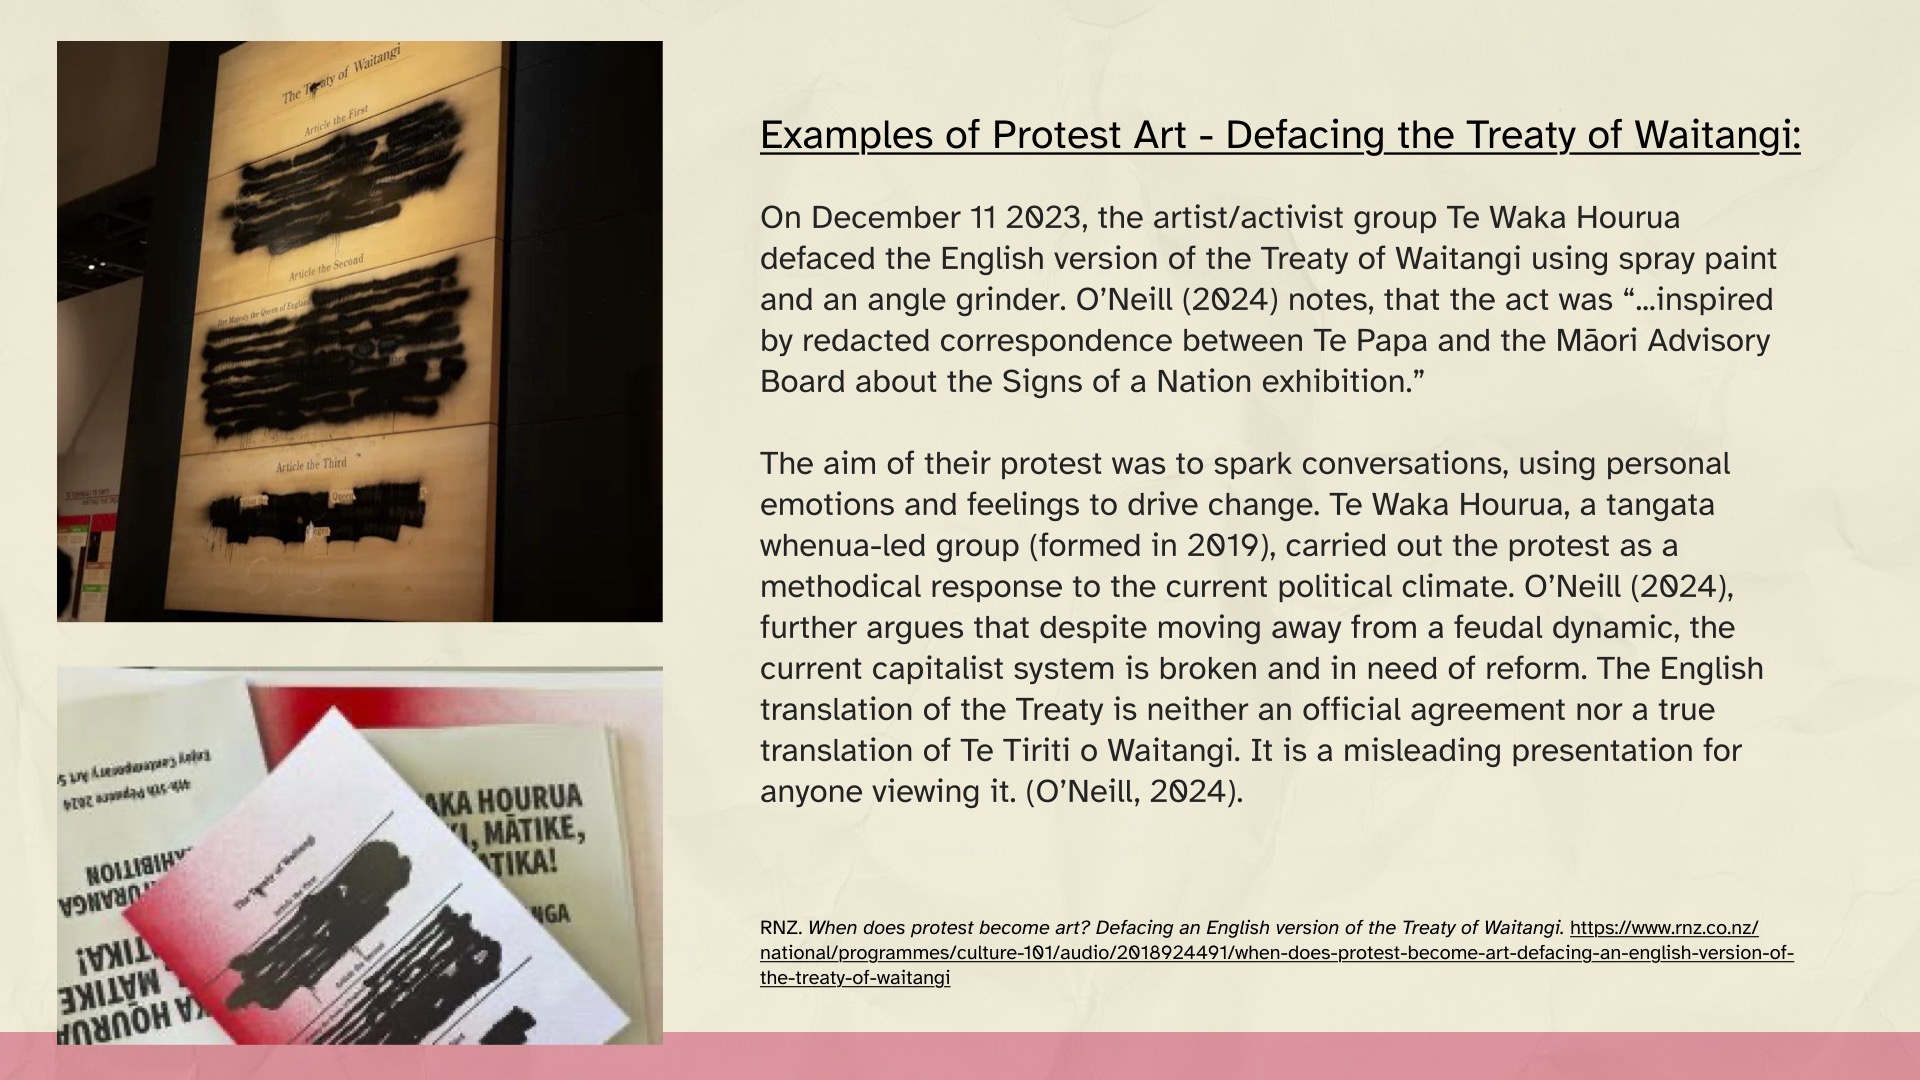 The Treaty of Waitangi
Article the First
Article the Second
Her Majesty the Queen of England
Article the Third
Queen
Enjoy Contemporary Art
4th-5th Pēpuere 2024
AKA HOURUA
MĀTIKE,
TIKA!
The Treaty of Waitangi
Article the First
Article the Second
Examples of Protest Art - Defacing the Treaty of Waitangi:
On December 11 2023, the artist/activist group Te Waka Hourua
defaced the English version of the Treaty of Waitangi using spray paint
and an angle grinder. O’Neill (2024) notes, that the act was “...inspired
by redacted correspondence between Te Papa and the Māori Advisory
Board about the Signs of a Nation exhibition.”
The aim of their protest was to spark conversations, using personal
emotions and feelings to drive change. Te Waka Hourua, a tangata
whenua-led group (formed in 2019), carried out the protest as a
methodical response to the current political climate. O’Neill (2024),
further argues that despite moving away from a feudal dynamic, the
current capitalist system is broken and in need of reform. The English
translation of the Treaty is neither an official agreement nor a true
translation of Te Tiriti o Waitangi. It is a misleading presentation for
anyone viewing it. (O’Neill, 2024).
RNZ. When does protest become art? Defacing an English version of the Treaty of Waitangi. https://www.rnz.co.nz/
national/programmes/culture-101/audio/2018924491/when-does-protest-become-art-defacing-an-english-version-of-
the-treaty-of-waitangi